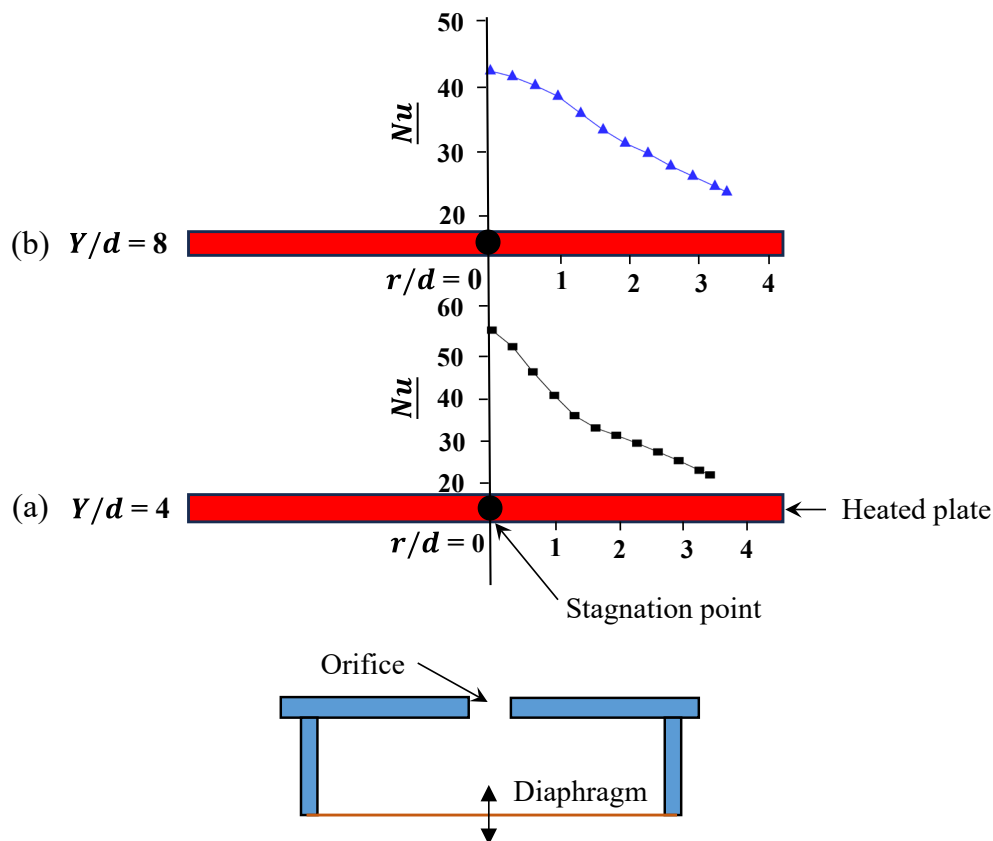 50
40
Nu
30
20
(b) Y/d = 8
r/d = 0 1 2 3 4
60
50
Nu
40
30
20
(a) Y/d = 4
Heated plate
r/d = 0 1 2 3 4
Stagnation point
Orifice
Diaphragm